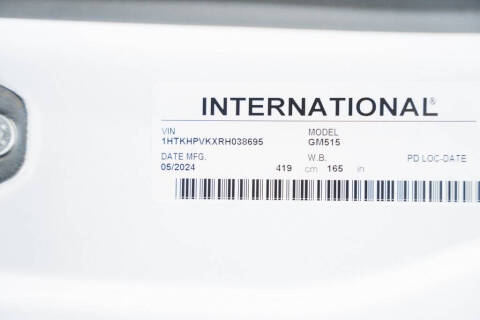 INTERNATIONAL®
VIN MODEL
1HTKHPVKXRH038695 GM515
DATE MFG. W.B. PD LOC-DATE
05/2024 419 cm 165 in